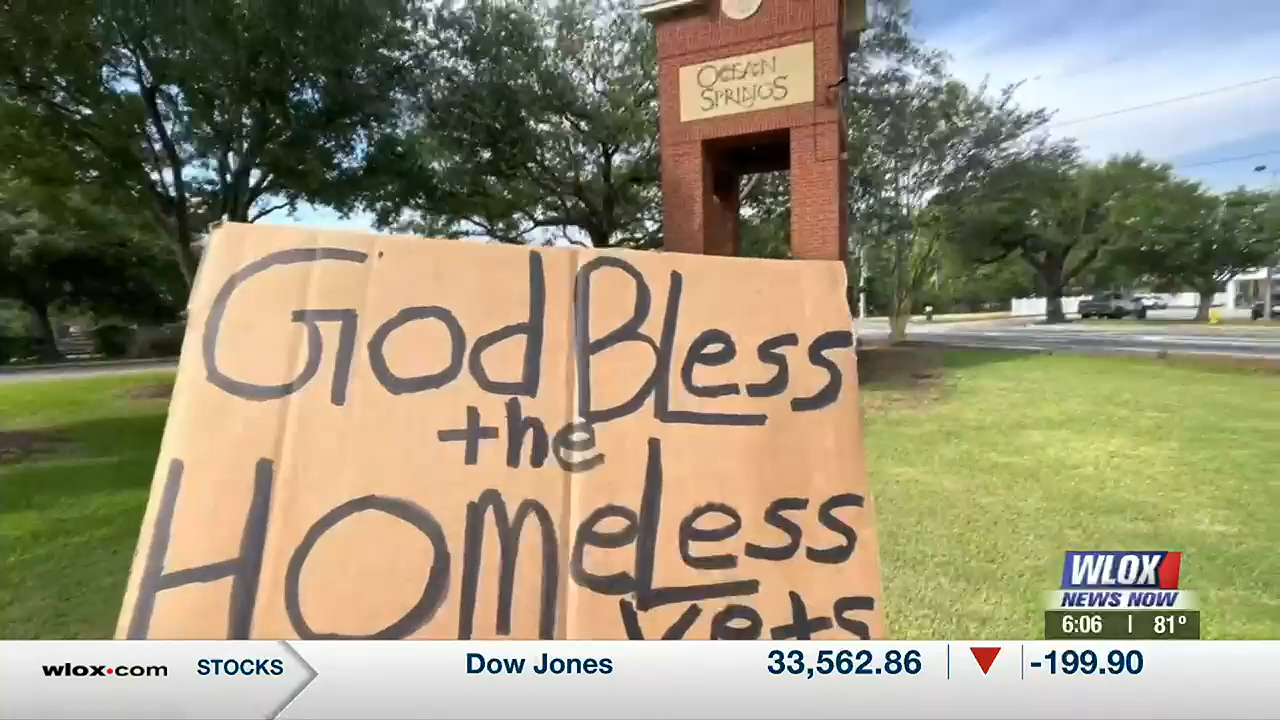 OCEAN
SPRINGS
God BLess
the
HOmeLess
vets
WLOX
NEWS NOW
6:06 | 81°
wlox.com STOCKS Dow Jones 33,562.86 -199.90